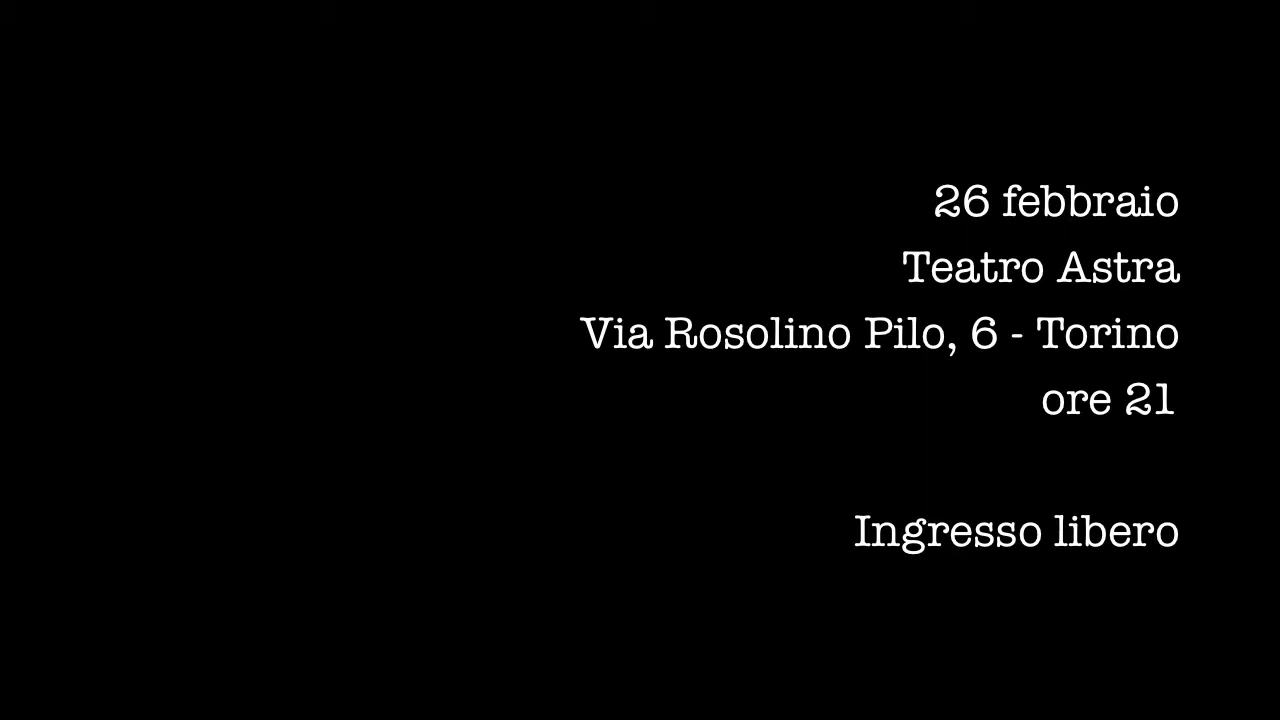 26 febbraio
Teatro Astra
Via Rosolino Pilo, 6 - Torino
ore 21
Ingresso libero